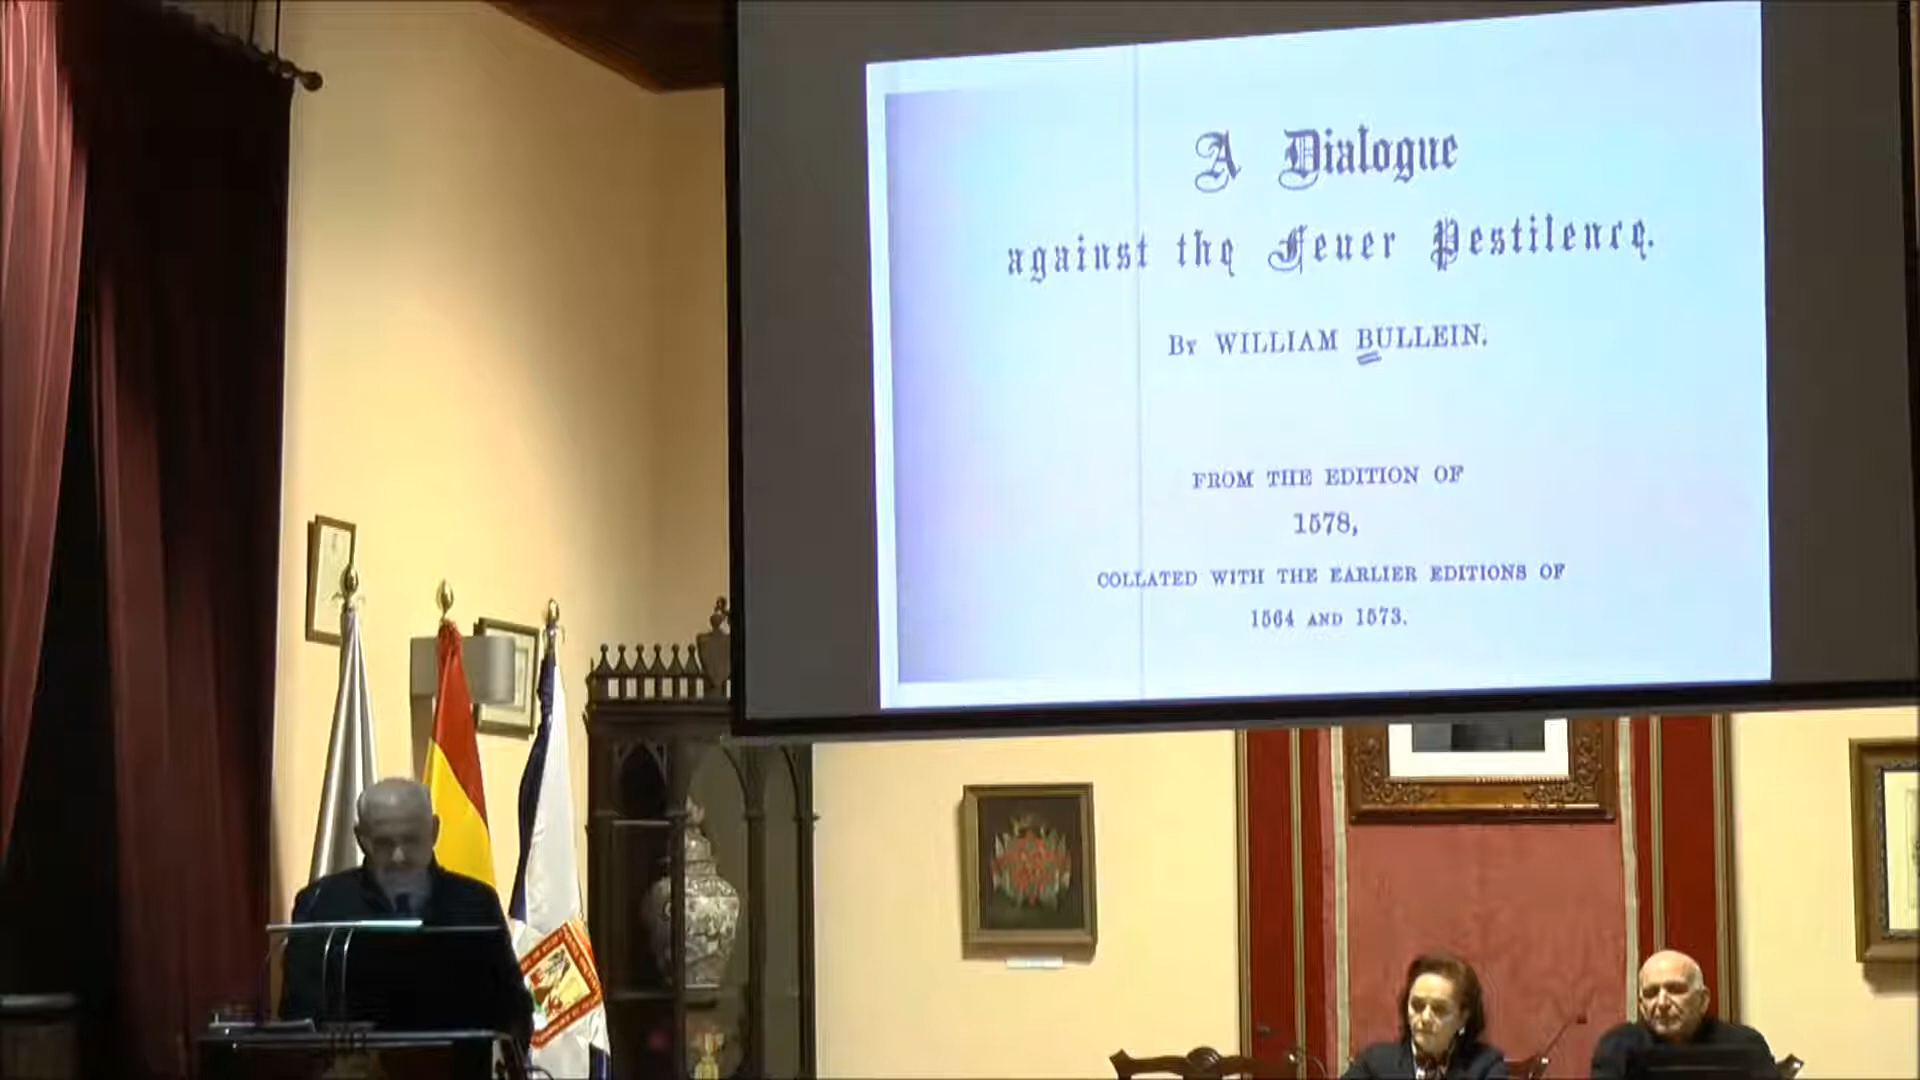 A Dialogue
against the Feuer Pestilence.
By WILLIAM BULLEIN.
FROM THE EDITION OF
1578,
COLLATED WITH THE EARLIER EDITIONS OF
1564 AND 1573.